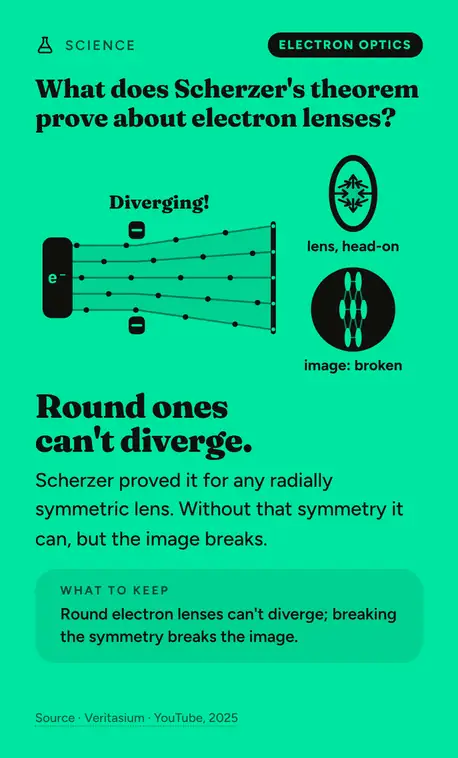 SCIENCE
ELECTRON OPTICS
What does Scherzer's theorem
prove about electron lenses?
Diverging!
e⁻
lens, head-on
image: broken
Round ones
can't diverge.
Scherzer proved it for any radially
symmetric lens. Without that symmetry it
can, but the image breaks.
WHAT TO KEEP
Round electron lenses can't diverge; breaking
the symmetry breaks the image.
Source · Veritasium · YouTube, 2025